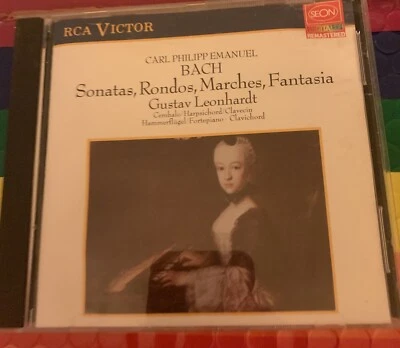 RCA VICTOR
SEON
DIGITALLY
REMASTERED
CARL PHILIPP EMANUEL
BACH
Sonatas, Rondos, Marches, Fantasia
Gustav Leonhardt
Cembalo/Harpsichord/Clavecin
Hammerflügel/Fortepiano · Clavichord